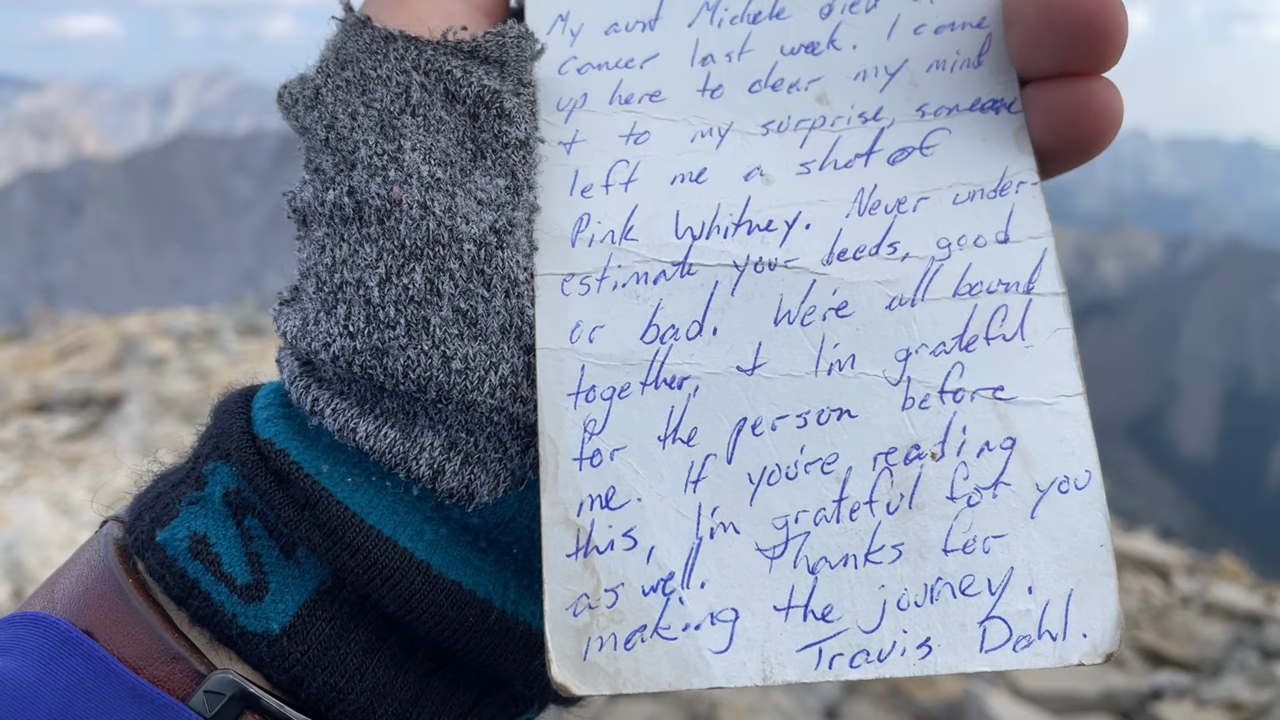 My aunt Michele died
cancer last week. I came
up here to clear my mind
+ to my surprise, someone
left me a shot of
Pink Whitney. Never under-
estimate your deeds, good
or bad. We're all bound
together, + I'm grateful
for the person before
me. If you're reading
this, I'm grateful for you
as well. Thanks for
making the journey.
Travis Dahl.